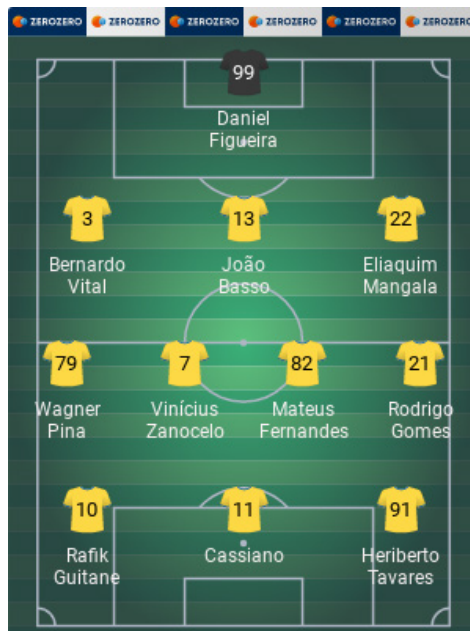 ZEROZERO ZEROZERO ZEROZERO ZEROZERO ZEROZERO ZEROZERO
99
Daniel
Figueira
3 13 22
Bernardo João Eliaquim
Vital Basso Mangala
79 7 82 21
Wagner Vinícius Mateus Rodrigo
Pina Zanocelo Fernandes Gomes
10 11 91
Rafik Cassiano Heriberto
Guitane Tavares